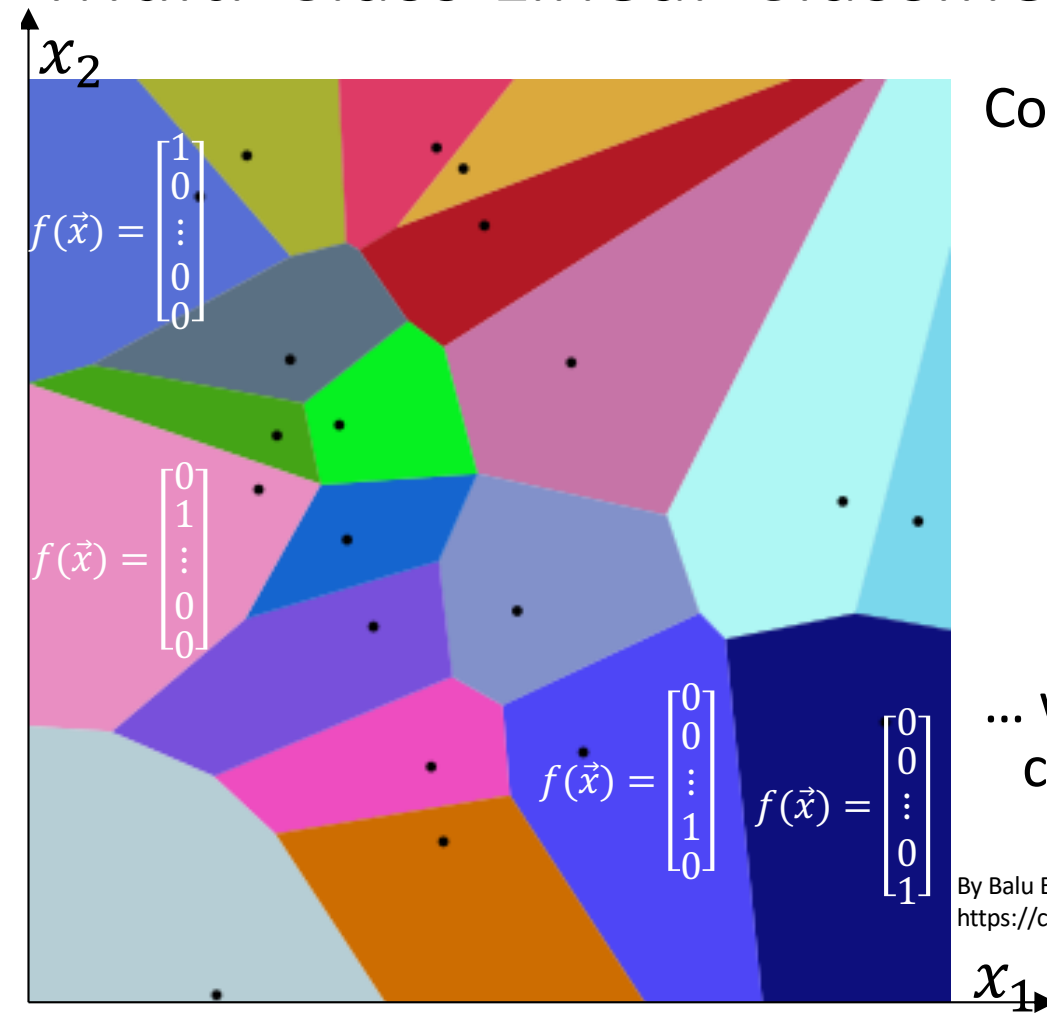 x₂
Co
f(x⃗) = [1 0 ⋮ 0 0]
f(x⃗) = [0 1 ⋮ 0 0]
f(x⃗) = [0 0 ⋮ 1 0]
f(x⃗) = [0 0 ⋮ 0 1]
...
c
By Balu
https://c
x₁